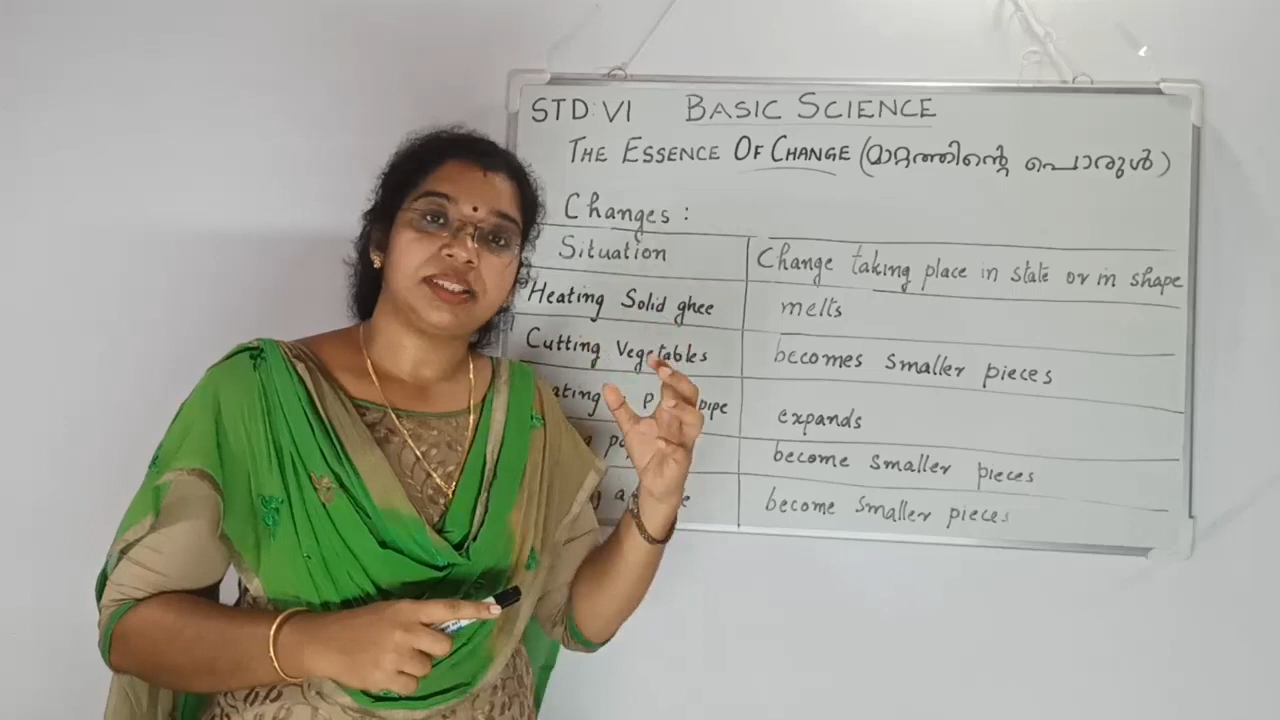 STD: VI BASIC SCIENCE
THE ESSENCE OF CHANGE (മാറ്റത്തിന്റെ പൊരുൾ)
Changes:
Situation Change taking place in state or in shape
Heating Solid ghee melts
Cutting Vegetables becomes smaller pieces
pipe expands
become smaller pieces
become smaller pieces